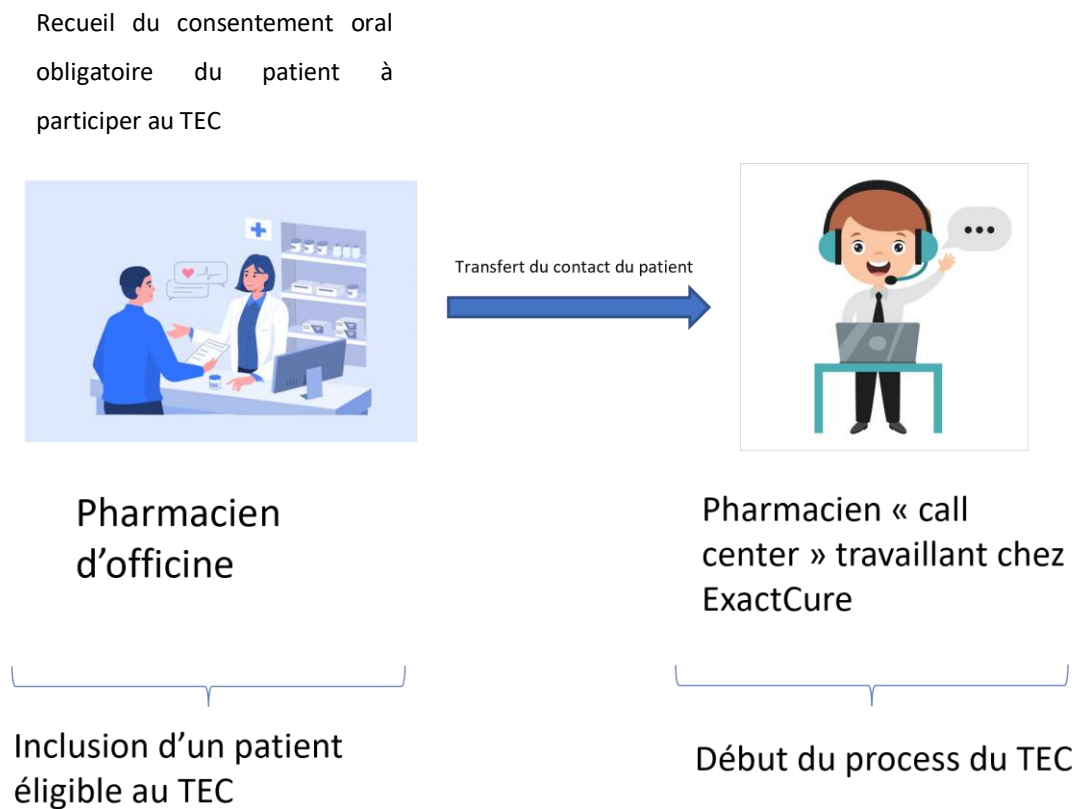 Recueil du consentement oral
obligatoire du patient à
participer au TEC
Transfert du contact du patient
Pharmacien
d’officine
Pharmacien « call
center » travaillant chez
ExactCure
Inclusion d’un patient
éligible au TEC
Début du process du TEC